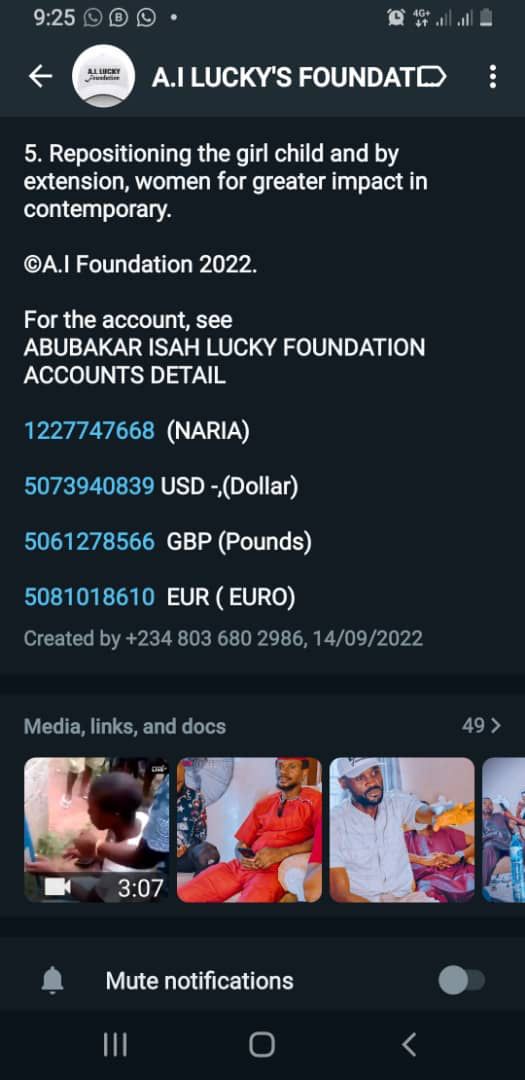 9:25
4G+
A.I. LUCKY
Foundation
A.I LUCKY'S FOUNDAT
5. Repositioning the girl child and by
extension, women for greater impact in
contemporary.
©A.I Foundation 2022.
For the account, see
ABUBAKAR ISAH LUCKY FOUNDATION
ACCOUNTS DETAIL
1227747668 (NARIA)
5073940839 USD -,(Dollar)
5061278566 GBP (Pounds)
5081018610 EUR ( EURO)
Created by +234 803 680 2986, 14/09/2022
Media, links, and docs
49 >
3:07
Mute notifications